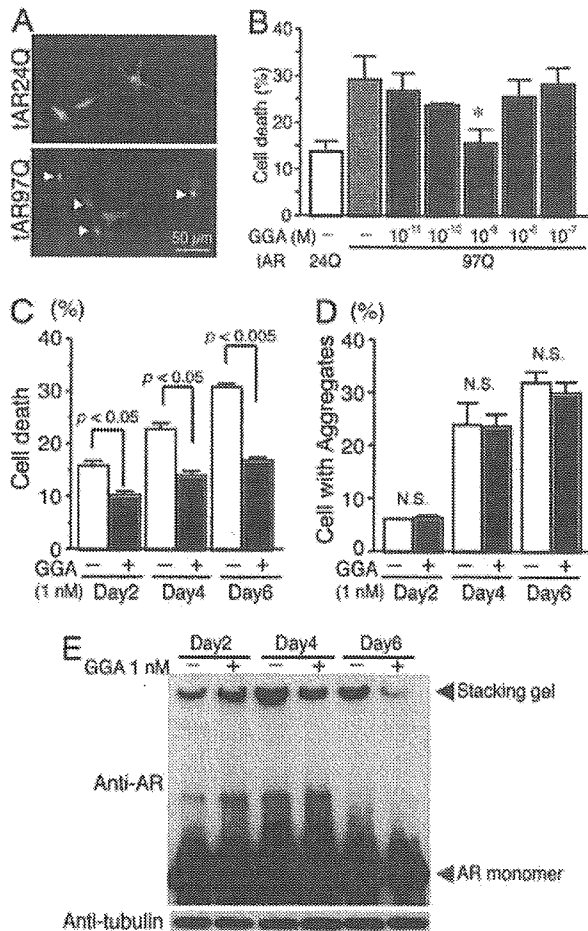 A
tAR24Q
tAR97Q
50 µm
B
Cell death (%)
40
30
20
10
0
GGA (M) – – 10⁻¹¹ 10⁻¹⁰ 10⁻⁹ 10⁻⁸ 10⁻⁷
*
tAR 24Q 97Q
C (%)
Cell death
40
30
20
10
0
p < 0.05
p < 0.05
p < 0.005
GGA – + – + – +
(1 nM) Day2 Day4 Day6
D (%)
Cell with Aggregates
40
30
20
10
0
N.S.
N.S.
N.S.
GGA – + – + – +
(1 nM) Day2 Day4 Day6
E
Day2 Day4 Day6
GGA 1 nM – + – + – +
Stacking gel
Anti-AR
AR monomer
Anti-tubulin